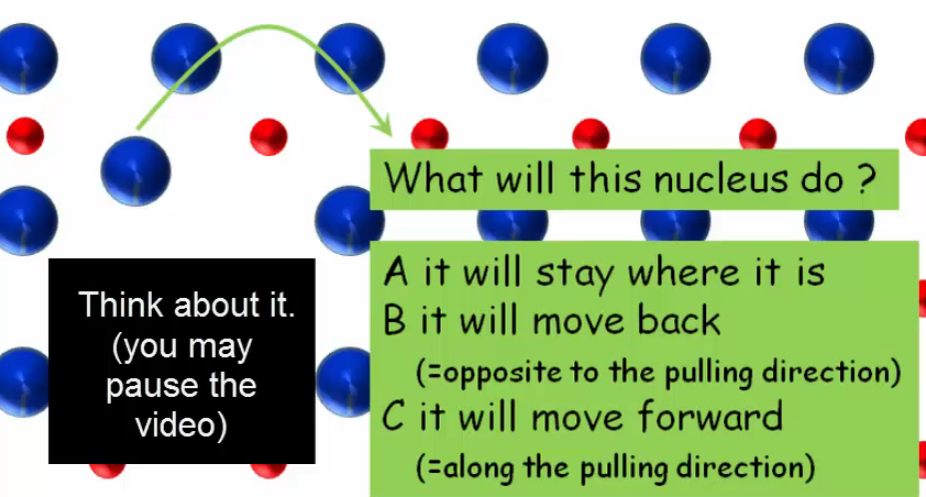 What will this nucleus do ?
A it will stay where it is
B it will move back
(=opposite to the pulling direction)
C it will move forward
(=along the pulling direction)
Think about it.
(you may
pause the
video)